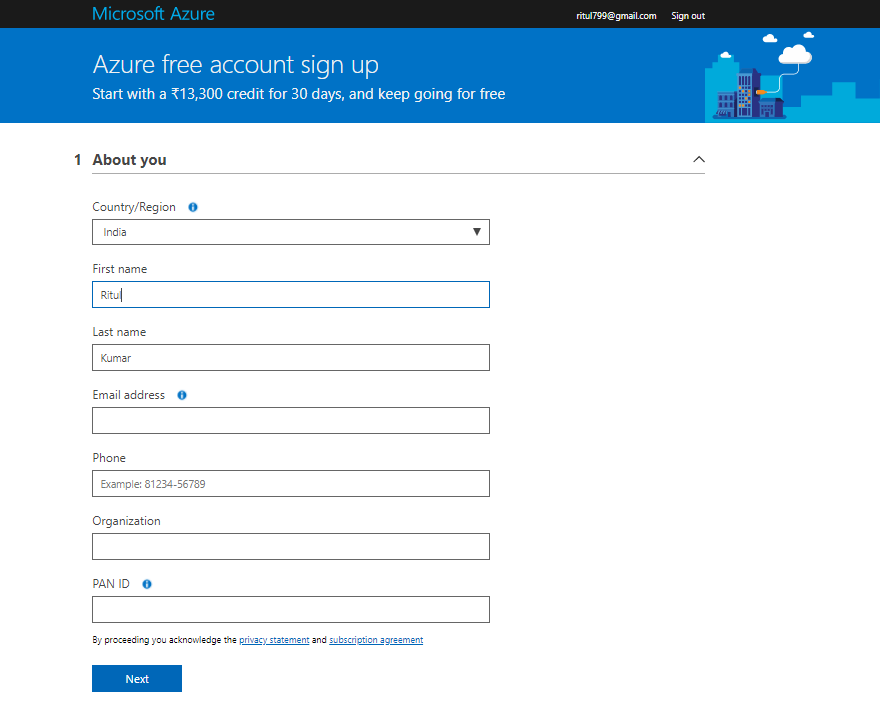 Microsoft Azure
ritul799@gmail.com Sign out
Azure free account sign up
Start with a ₹13,300 credit for 30 days, and keep going for free
1 About you
Country/Region
India
First name
Ritul
Last name
Kumar
Email address
Phone
Example: 81234-56789
Organization
PAN ID
By proceeding you acknowledge the privacy statement and subscription agreement
Next